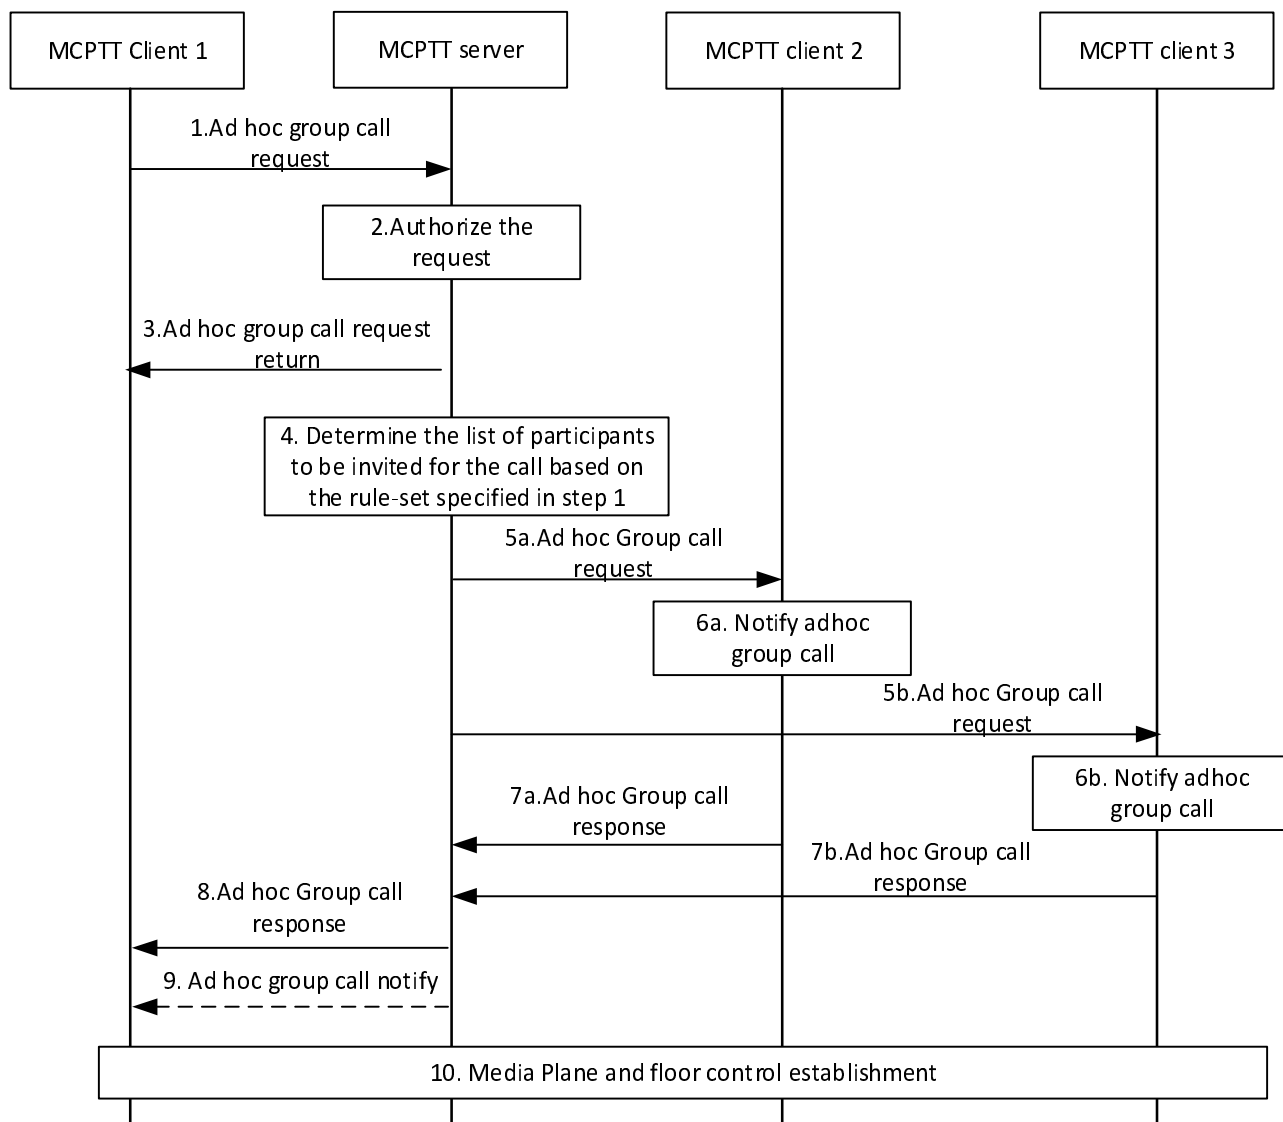 MCPTT Client 1
MCPTT server
MCPTT client 2
MCPTT client 3
1.Ad hoc group call
request
2.Authorize the
request
3.Ad hoc group call request
return
4. Determine the list of participants
to be invited for the call based on
the rule-set specified in step 1
5a.Ad hoc Group call
request
6a. Notify adhoc
group call
5b.Ad hoc Group call
request
6b. Notify adhoc
group call
7a.Ad hoc Group call
response
7b.Ad hoc Group call
response
8.Ad hoc Group call
response
9. Ad hoc group call notify
10. Media Plane and floor control establishment